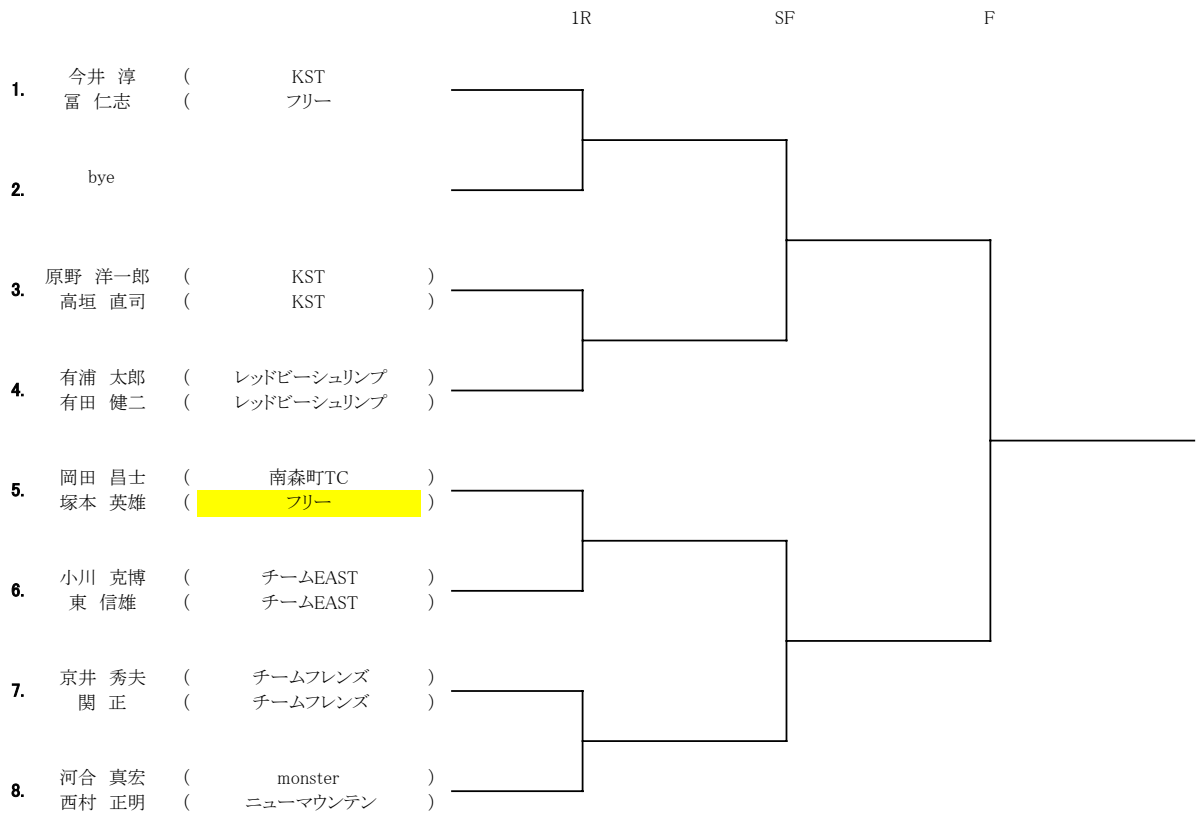 1R SF F
今井 淳 ( KST
1.
冨 仁志 ( フリー
bye
2.
原野 洋一郎 ( KST )
3.
高垣 直司 ( KST )
有浦 太郎 ( レッドビーシュリンプ )
4.
有田 健二 ( レッドビーシュリンプ )
岡田 昌士 ( 南森町TC )
5.
塚本 英雄 ( フリー )
小川 克博 ( チームEAST )
6.
東 信雄 ( チームEAST )
京井 秀夫 ( チームフレンズ )
7.
関 正 ( チームフレンズ )
河合 真宏 ( monster )
8.
西村 正明 ( ニューマウンテン )